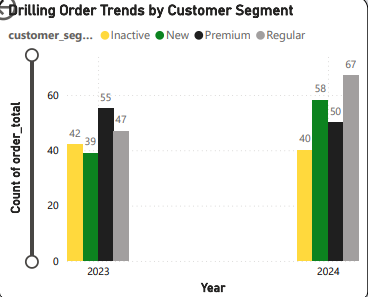 Drilling Order Trends by Customer Segment
customer_seg... Inactive New Premium Regular
Count of order_total
60
40
20
0
42 39 55 47
40 58 50 67
2023 2024
Year